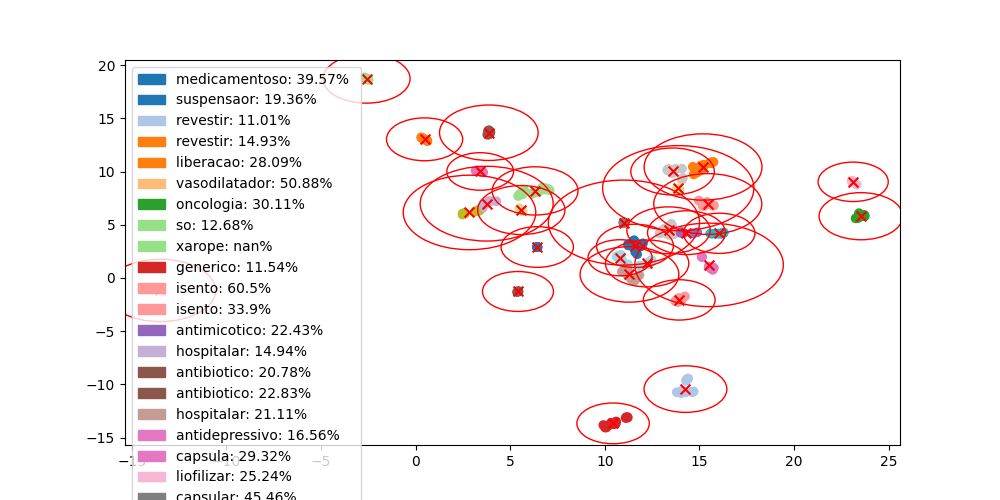 20
15
10
5
0
−5
−10
−15
medicamentoso: 39.57%
suspensaor: 19.36%
revestir: 11.01%
revestir: 14.93%
liberacao: 28.09%
vasodilatador: 50.88%
oncologia: 30.11%
so: 12.68%
xarope: nan%
generico: 11.54%
isento: 60.5%
isento: 33.9%
antimicotico: 22.43%
hospitalar: 14.94%
antibiotico: 20.78%
antibiotico: 22.83%
hospitalar: 21.11%
antidepressivo: 16.56%
capsula: 29.32%
liofilizar: 25.24%
capsular: 45.46%
−15 −10 −5 0 5 10 15 20 25